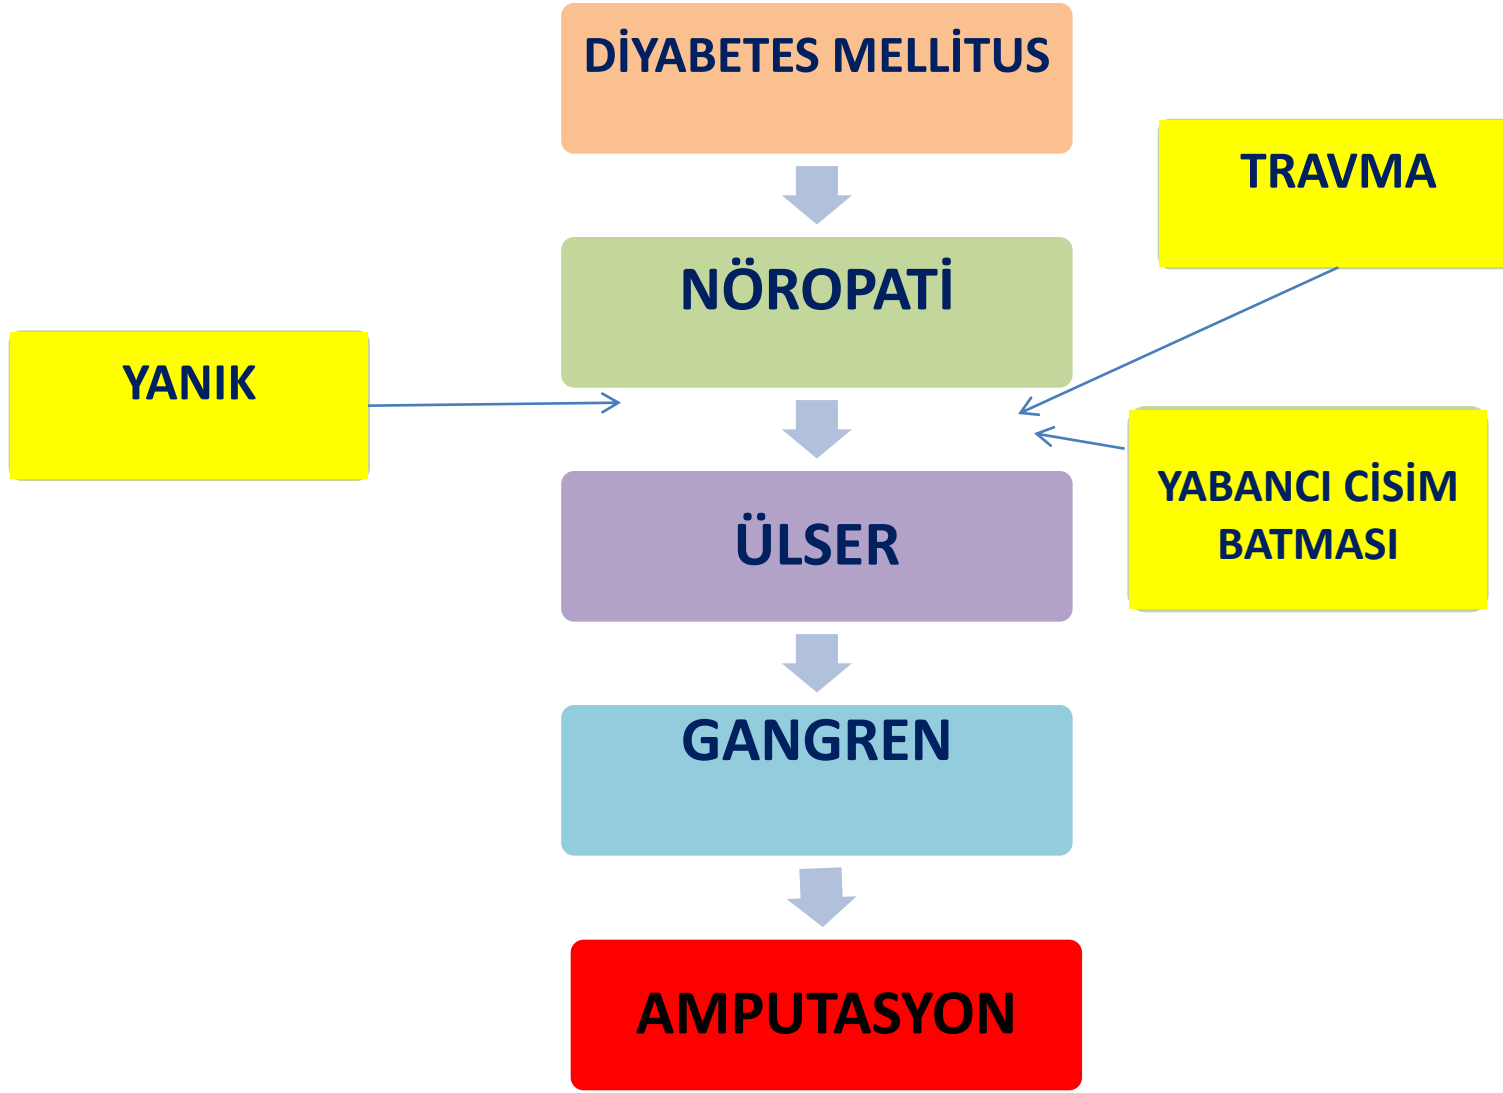 DİYABETES MELLİTUS
TRAVMA
NÖROPATİ
YANIK
YABANCI CİSİM
BATMASI
ÜLSER
GANGREN
AMPUTASYON